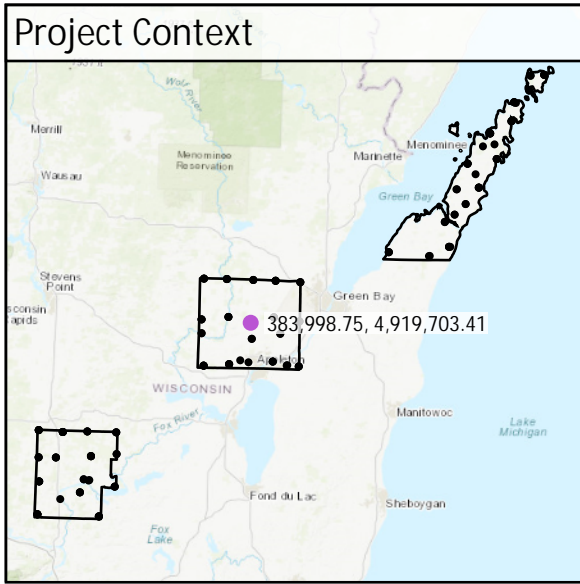 Project Context
Wolf
River
Merrill
Menominee
Reservation
Menominee
Marinette
Wausau
Green Bay
Stevens
Point
Green Bay
383,998.75, 4,919,703.41
Appleton
WISCONSIN
Fox River
Manitowoc
Lake
Michigan
Fond du Lac
Sheboygan
Fox
Lake